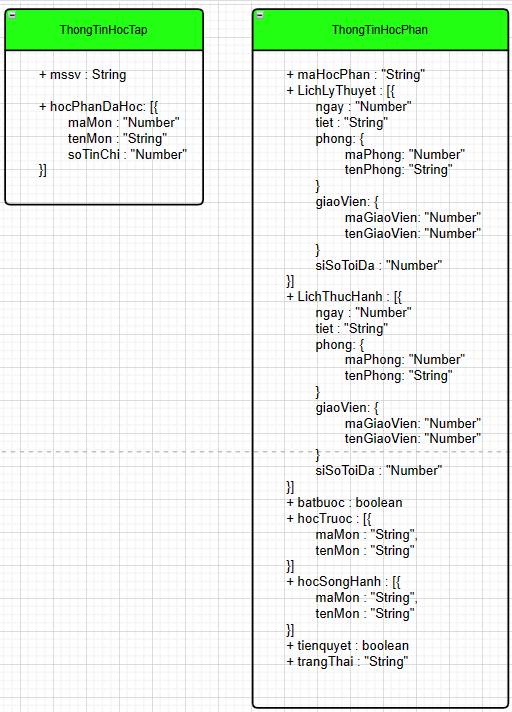 ThongTinHocTap
+ mssv : String
+ hocPhanDaHoc: [{
maMon : "Number"
tenMon : "String"
soTinChi : "Number"
}]
ThongTinHocPhan
+ maHocPhan : "String"
+ LichLyThuyet : [{
ngay : "Number"
tiet : "String"
phong: {
maPhong: "Number"
tenPhong: "String"
}
giaoVien: {
maGiaoVien: "Number"
tenGiaoVien: "Number"
}
siSoToiDa : "Number"
}]
+ LichThucHanh : [{
ngay : "Number"
tiet : "String"
phong: {
maPhong: "Number"
tenPhong: "String"
}
giaoVien: {
maGiaoVien: "Number"
tenGiaoVien: "Number"
}
siSoToiDa : "Number"
}]
+ batbuoc : boolean
+ hocTruoc : [{
maMon : "String",
tenMon : "String"
}]
+ hocSongHanh : [{
maMon : "String",
tenMon : "String"
}]
+ tienquyet : boolean
+ trangThai : "String"